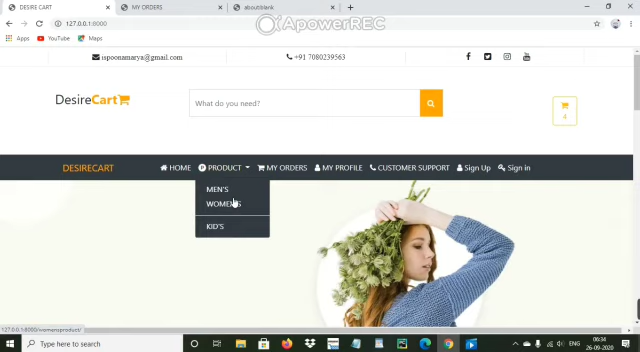 DESIRE CART
MY ORDERS
about:blank
127.0.0.1:8000
Apps YouTube Maps
APowerREC
ispoonamarya@gmail.com
+91 7080239563
DesireCart
What do you need?
4
DESIRECART
HOME PRODUCT MY ORDERS MY PROFILE CUSTOMER SUPPORT Sign Up Sign in
MEN'S
WOMEN'S
KID'S
127.0.0.1:8000/womensproduct/
Type here to search
ENG
06:34
26-09-2020